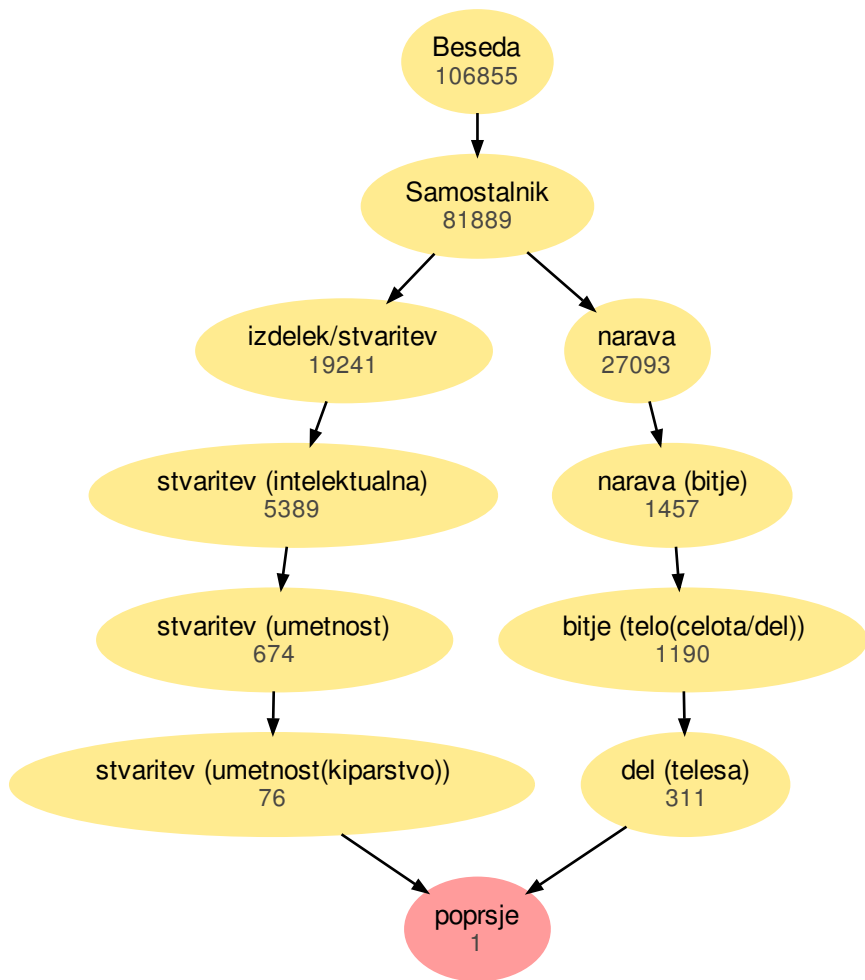 Beseda
106855
Samostalnik
81889
izdelek/stvaritev
19241
narava
27093
stvaritev (intelektualna)
5389
narava (bitje)
1457
stvaritev (umetnost)
674
bitje (telo(celota/del))
1190
stvaritev (umetnost(kiparstvo))
76
del (telesa)
311
poprsje
1